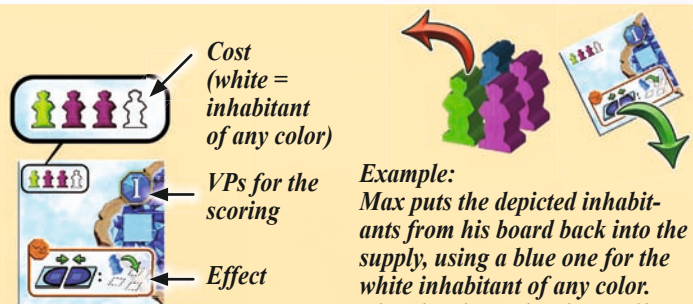 Cost
(white =
inhabitant
of any color)
VPs for the
scoring
1
Effect
Example:
Max puts the depicted inhabit-
ants from his board back into the
supply, using a blue one for the
white inhabitant of any color.